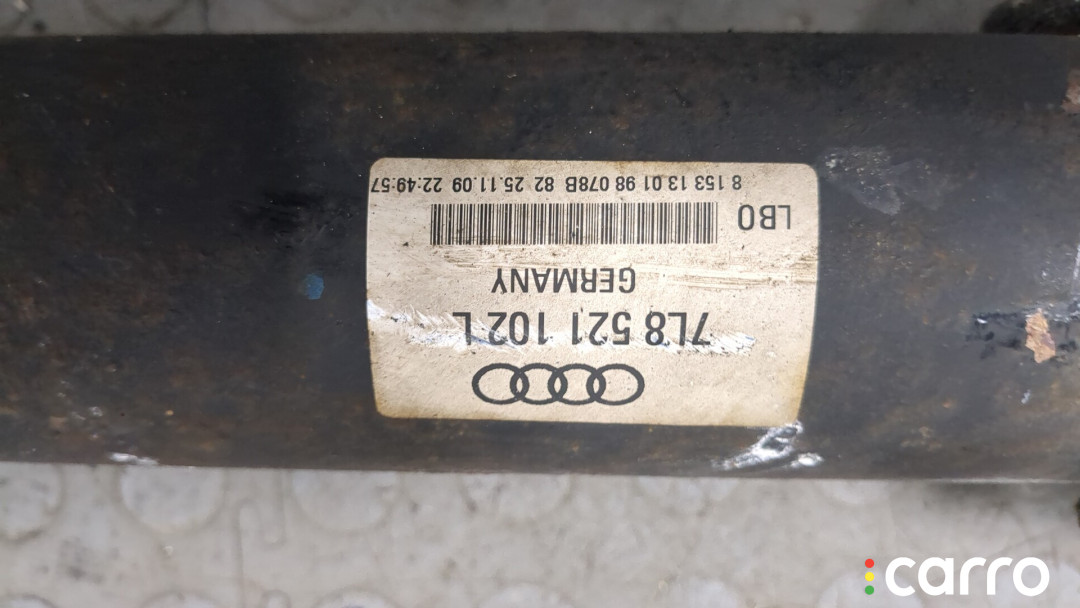 7L8 521 102 L
GERMANY
LB0
8 153 13 01 98 078B 82 25.11.09 22:49:57
carro